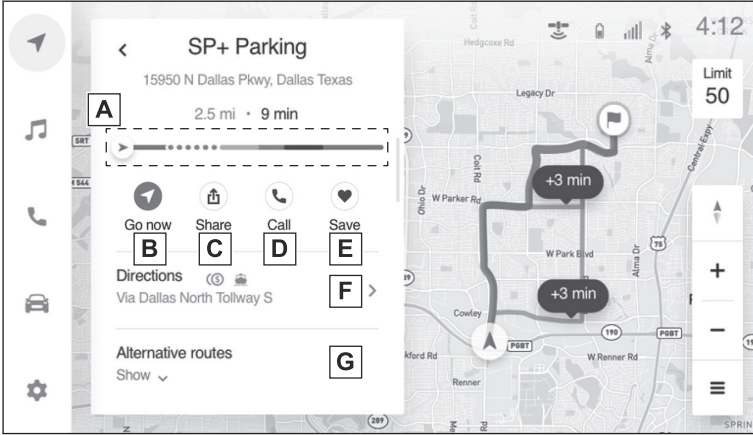 SP+ Parking
15950 N Dallas Pkwy, Dallas Texas
2.5 mi • 9 min
A
Go now
Share
Call
Save
B
C
D
E
Directions
Via Dallas North Tollway S
F
Alternative routes
Show
G
4:12
Limit
50
Hedgcoxe Rd
Legacy Dr
Alma Dr
Central Expy
SRT
544
Coit Rd
Ohio Dr
W Parker Rd
+3 min
75
W Park Blvd
Alma Dr
+3 min
Cowley
190
PGBT
PGBT
W Renner Rd
kford Rd
Renner
289
SPRIN